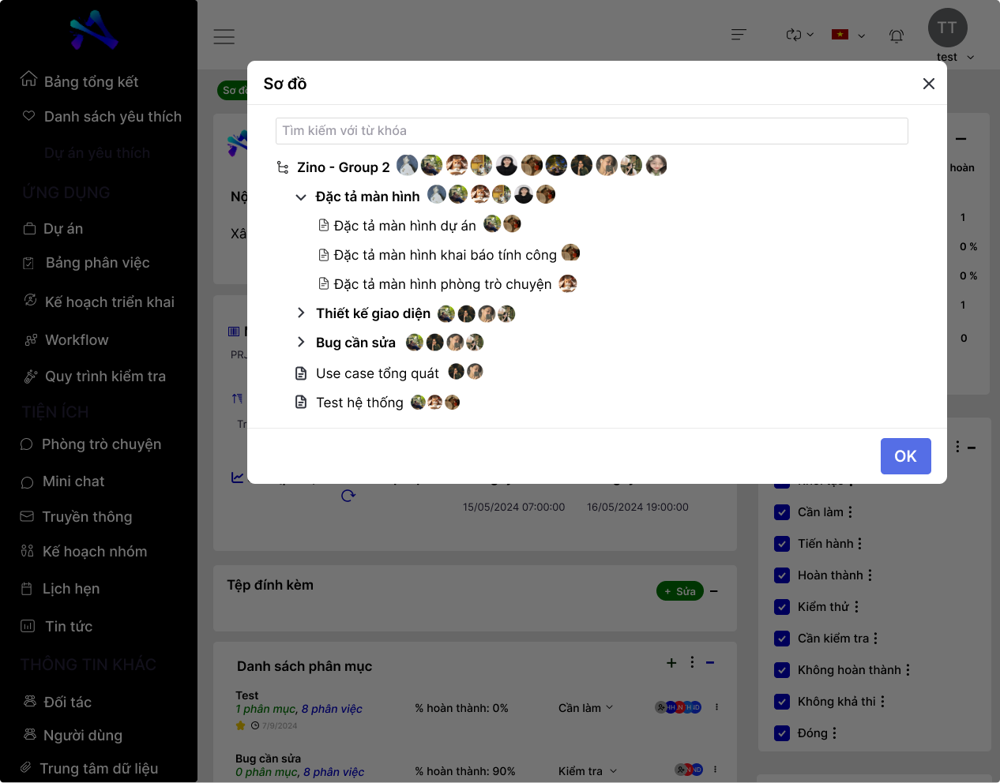 TT
test
Bảng tổng kết
Danh sách yêu thích
Dự án yêu thích
ỨNG DỤNG
Dự án
Bảng phân việc
Kế hoạch triển khai
Workflow
Quy trình kiểm tra
TIỆN ÍCH
Phòng trò chuyện
Mini chat
Truyền thông
Kế hoạch nhóm
Lịch hẹn
Tin tức
THÔNG TIN KHÁC
Đối tác
Người dùng
Trung tâm dữ liệu
Sơ đồ
Tìm kiếm với từ khóa
Zino - Group 2
Đặc tả màn hình
Đặc tả màn hình dự án
Đặc tả màn hình khai báo tính công
Đặc tả màn hình phòng trò chuyện
Thiết kế giao diện
Bug cần sửa
Use case tổng quát
Test hệ thống
OK
hoàn
1
0 %
0 %
1
0
15/05/2024 07:00:00 16/05/2024 19:00:00
Tệp đính kèm
+ Sửa
Danh sách phân mục
Test
1 phân mục, 8 phân việc
% hoàn thành: 0%
Cần làm
7/9/2024
Bug cần sửa
0 phân mục, 8 phân việc
% hoàn thành: 90%
Kiểm tra
Cần làm
Tiến hành
Hoàn thành
Kiểm thử
Cần kiểm tra
Không hoàn thành
Không khả thi
Đóng